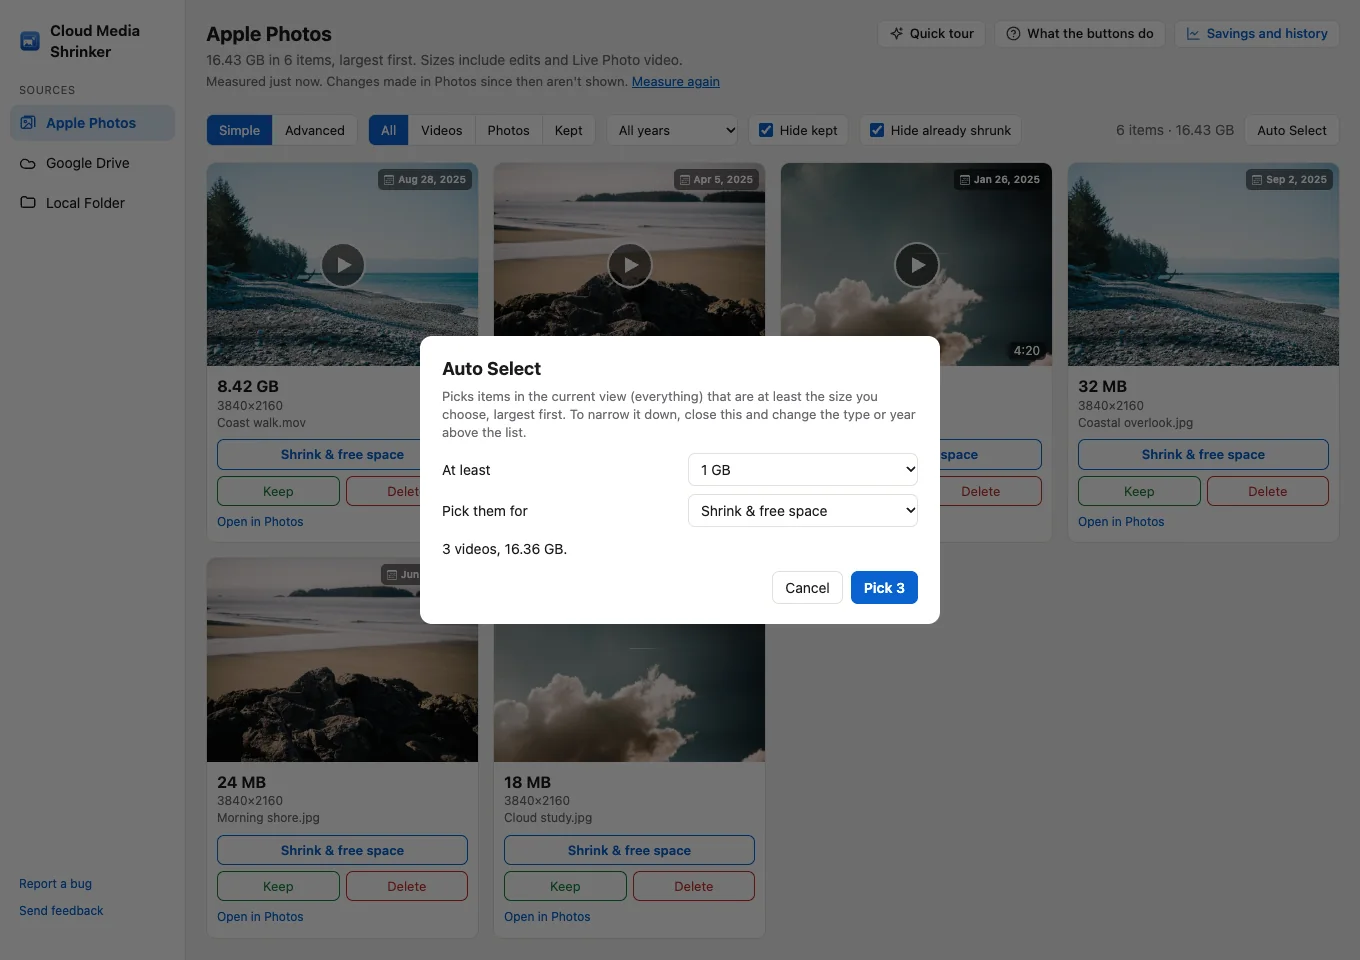 Cloud Media
Shrinker
SOURCES
Apple Photos
Google Drive
Local Folder
Report a bug
Send feedback
Apple Photos
16.43 GB in 6 items, largest first. Sizes include edits and Live Photo video.
Measured just now. Changes made in Photos since then aren't shown. Measure again
Quick tour
What the buttons do
Savings and history
Simple
Advanced
All
Videos
Photos
Kept
All years
Hide kept
Hide already shrunk
6 items · 16.43 GB
Auto Select
Aug 28, 2025
8.42 GB
3840×2160
Coast walk.mov
Shrink & free space
Keep
Open in Photos
Apr 5, 2025
Jan 26, 2025
4:20
space
Delete
Sep 2, 2025
32 MB
3840×2160
Coastal overlook.jpg
Shrink & free space
Keep
Delete
Open in Photos
Auto Select
Picks items in the current view (everything) that are at least the size you
choose, largest first. To narrow it down, close this and change the type or year
above the list.
At least
1 GB
Pick them for
Shrink & free space
3 videos, 16.36 GB.
Cancel
Pick 3
Jun
24 MB
3840×2160
Morning shore.jpg
Shrink & free space
Keep
Delete
Open in Photos
18 MB
3840×2160
Cloud study.jpg
Shrink & free space
Keep
Delete
Open in Photos